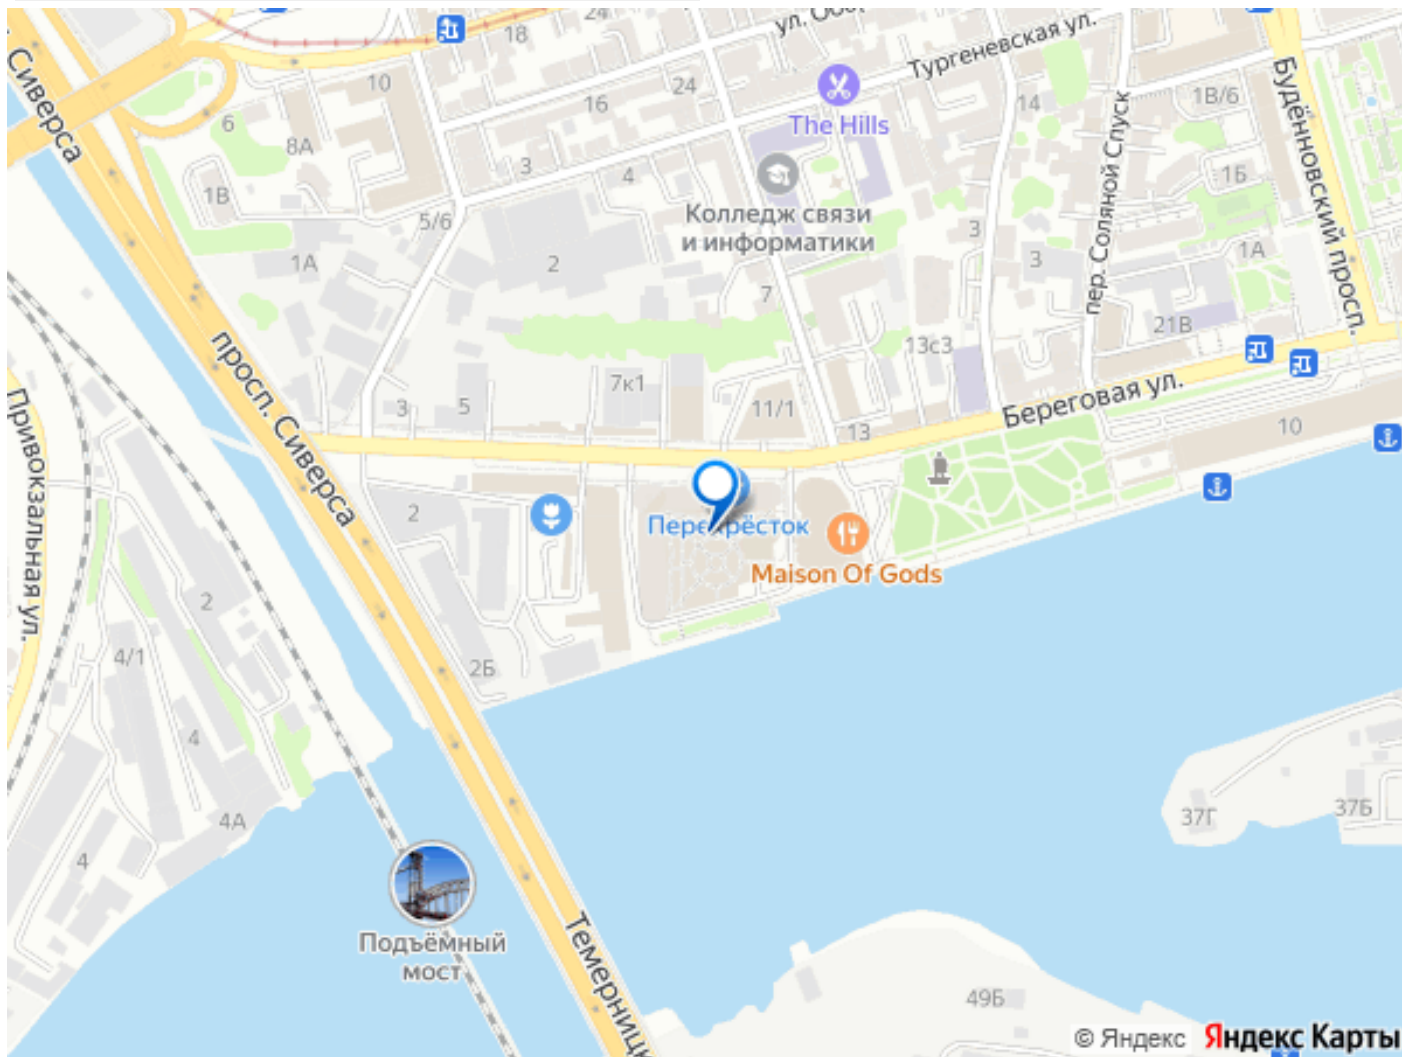 24
18
ул.
Тургеневская ул.
Сиверса
10
24
16
14
1В/6
The Hills
6
8А
3
4
1Б
пер. Соляной Спуск
Будённовский просп.
1В
5/6
Колледж связи
и информатики
1А
2
3
3
1А
7
21В
13с3
просп. Сиверса
7к1
3
5
11/1
13
Береговая ул.
10
Привокзальная ул.
2
Перекрёсток
Maison Of Gods
2
4/1
2Б
4
4А
4
37Г
37Б
Подъёмный
мост
49Б
© Яндекс Яндекс Карты